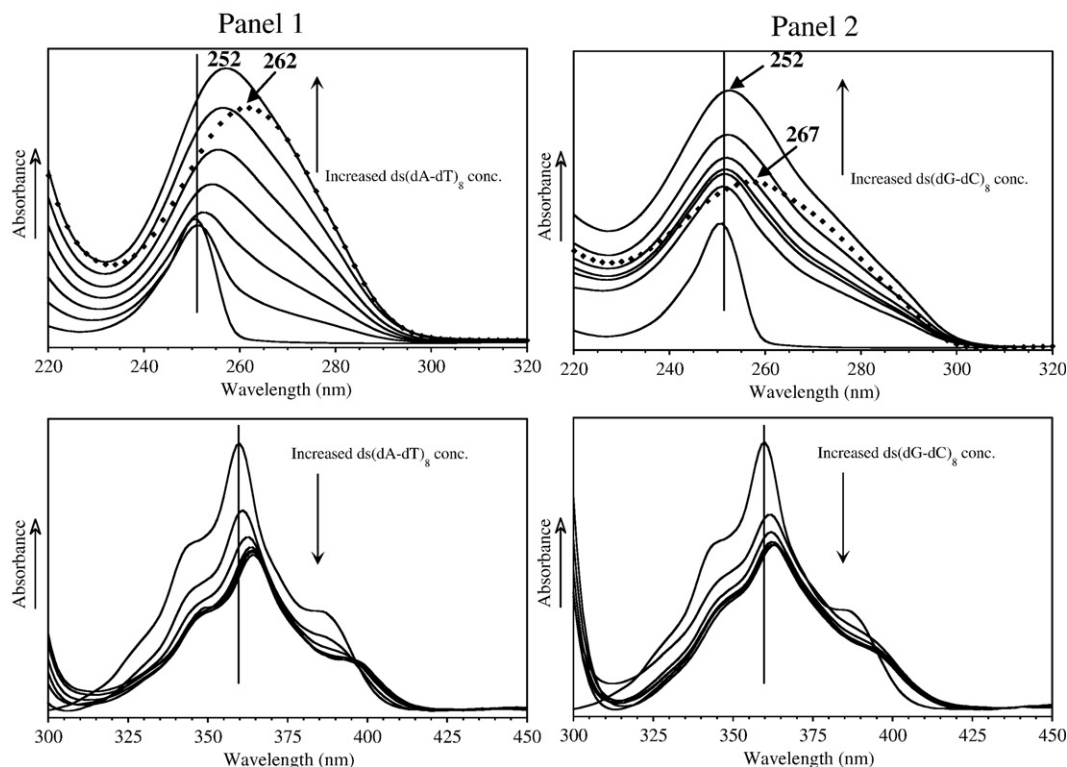 Panel 1
252 262
Increased ds(dA-dT)8 conc.
Absorbance
220 240 260 280 300 320
Wavelength (nm)
Panel 2
252
267
Increased ds(dG-dC)8 conc.
Absorbance
220 240 260 280 300 320
Wavelength (nm)
Increased ds(dA-dT)8 conc.
Absorbance
300 325 350 375 400 425 450
Wavelength (nm)
Increased ds(dG-dC)8 conc.
Absorbance
300 325 350 375 400 425 450
Wavelength (nm)